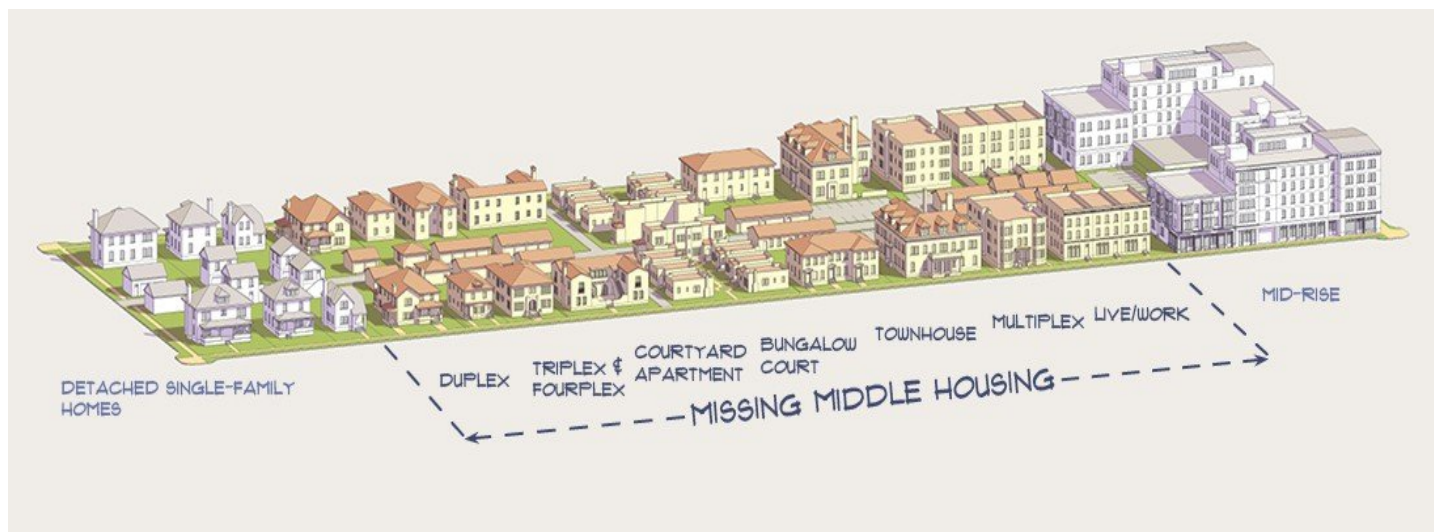 DETACHED SINGLE-FAMILY
HOMES
DUPLEX
TRIPLEX &
FOURPLEX
COURTYARD
APARTMENT
BUNGALOW
COURT
TOWNHOUSE
MULTIPLEX
LIVE/WORK
MID-RISE
MISSING MIDDLE HOUSING